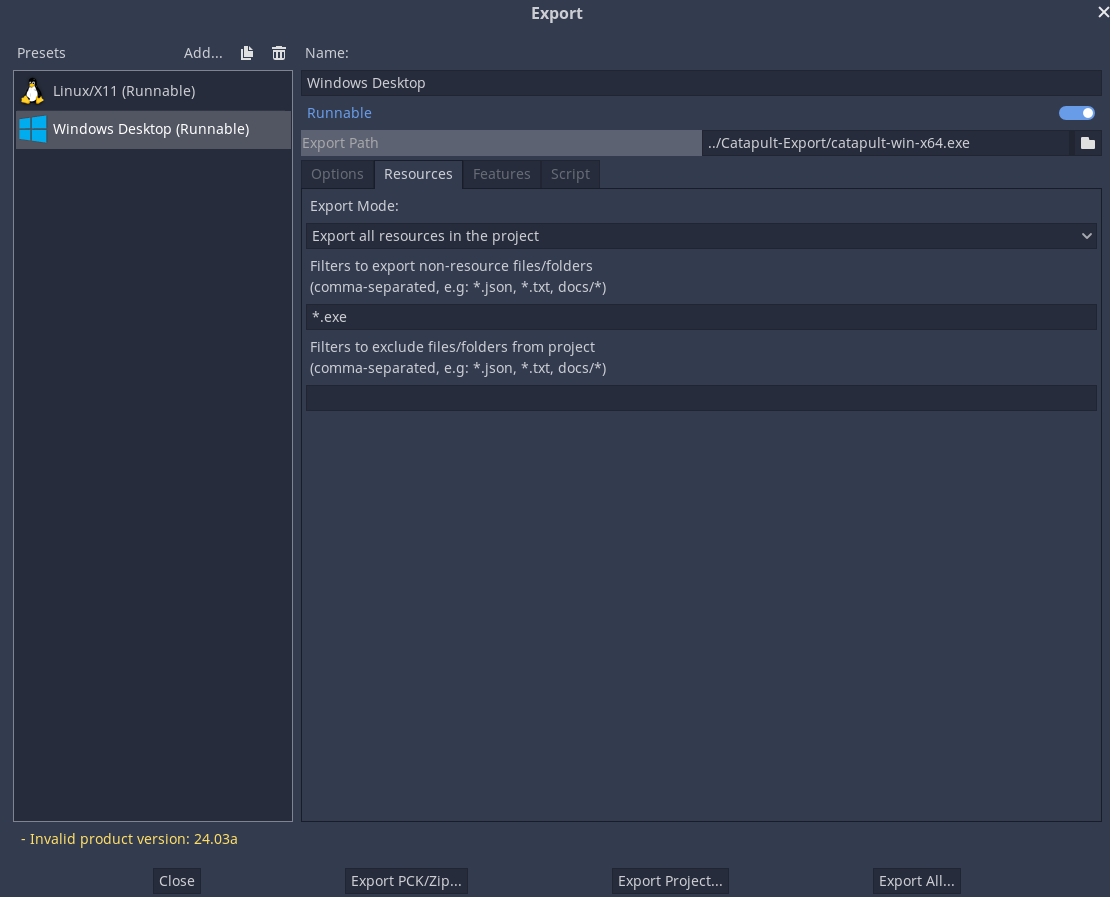 Export
Presets
Add...
Linux/X11 (Runnable)
Windows Desktop (Runnable)
Name:
Windows Desktop
Runnable
Export Path
../Catapult-Export/catapult-win-x64.exe
Options
Resources
Features
Script
Export Mode:
Export all resources in the project
Filters to export non-resource files/folders
(comma-separated, e.g: *.json, *.txt, docs/*)
*.exe
Filters to exclude files/folders from project
(comma-separated, e.g: *.json, *.txt, docs/*)
- Invalid product version: 24.03a
Close
Export PCK/Zip...
Export Project...
Export All...